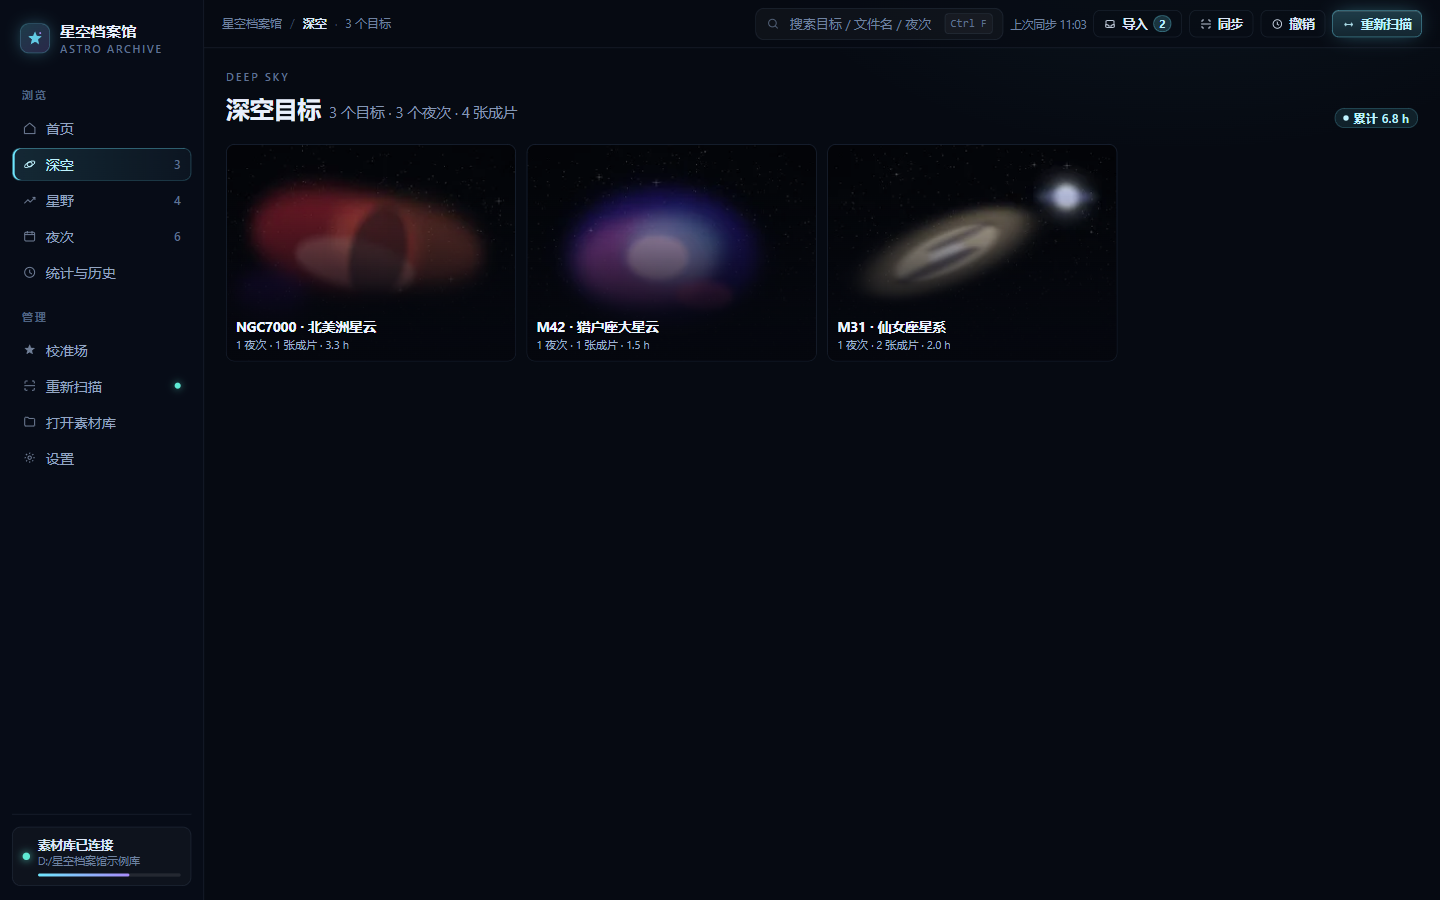 星空档案馆
ASTRO ARCHIVE
浏览
首页
深空 3
星野 4
夜次 6
统计与历史
管理
校准场
重新扫描
打开素材库
设置
素材库已连接
D:/星空档案馆示例库
星空档案馆 / 深空 · 3 个目标
搜索目标 / 文件名 / 夜次 Ctrl F
上次同步 11:03
导入 2
同步
撤销
重新扫描
DEEP SKY
深空目标 3 个目标 · 3 个夜次 · 4 张成片
累计 6.8 h
NGC7000 · 北美洲星云
1 夜次 · 1 张成片 · 3.3 h
M42 · 猎户座大星云
1 夜次 · 1 张成片 · 1.5 h
M31 · 仙女座星系
1 夜次 · 2 张成片 · 2.0 h